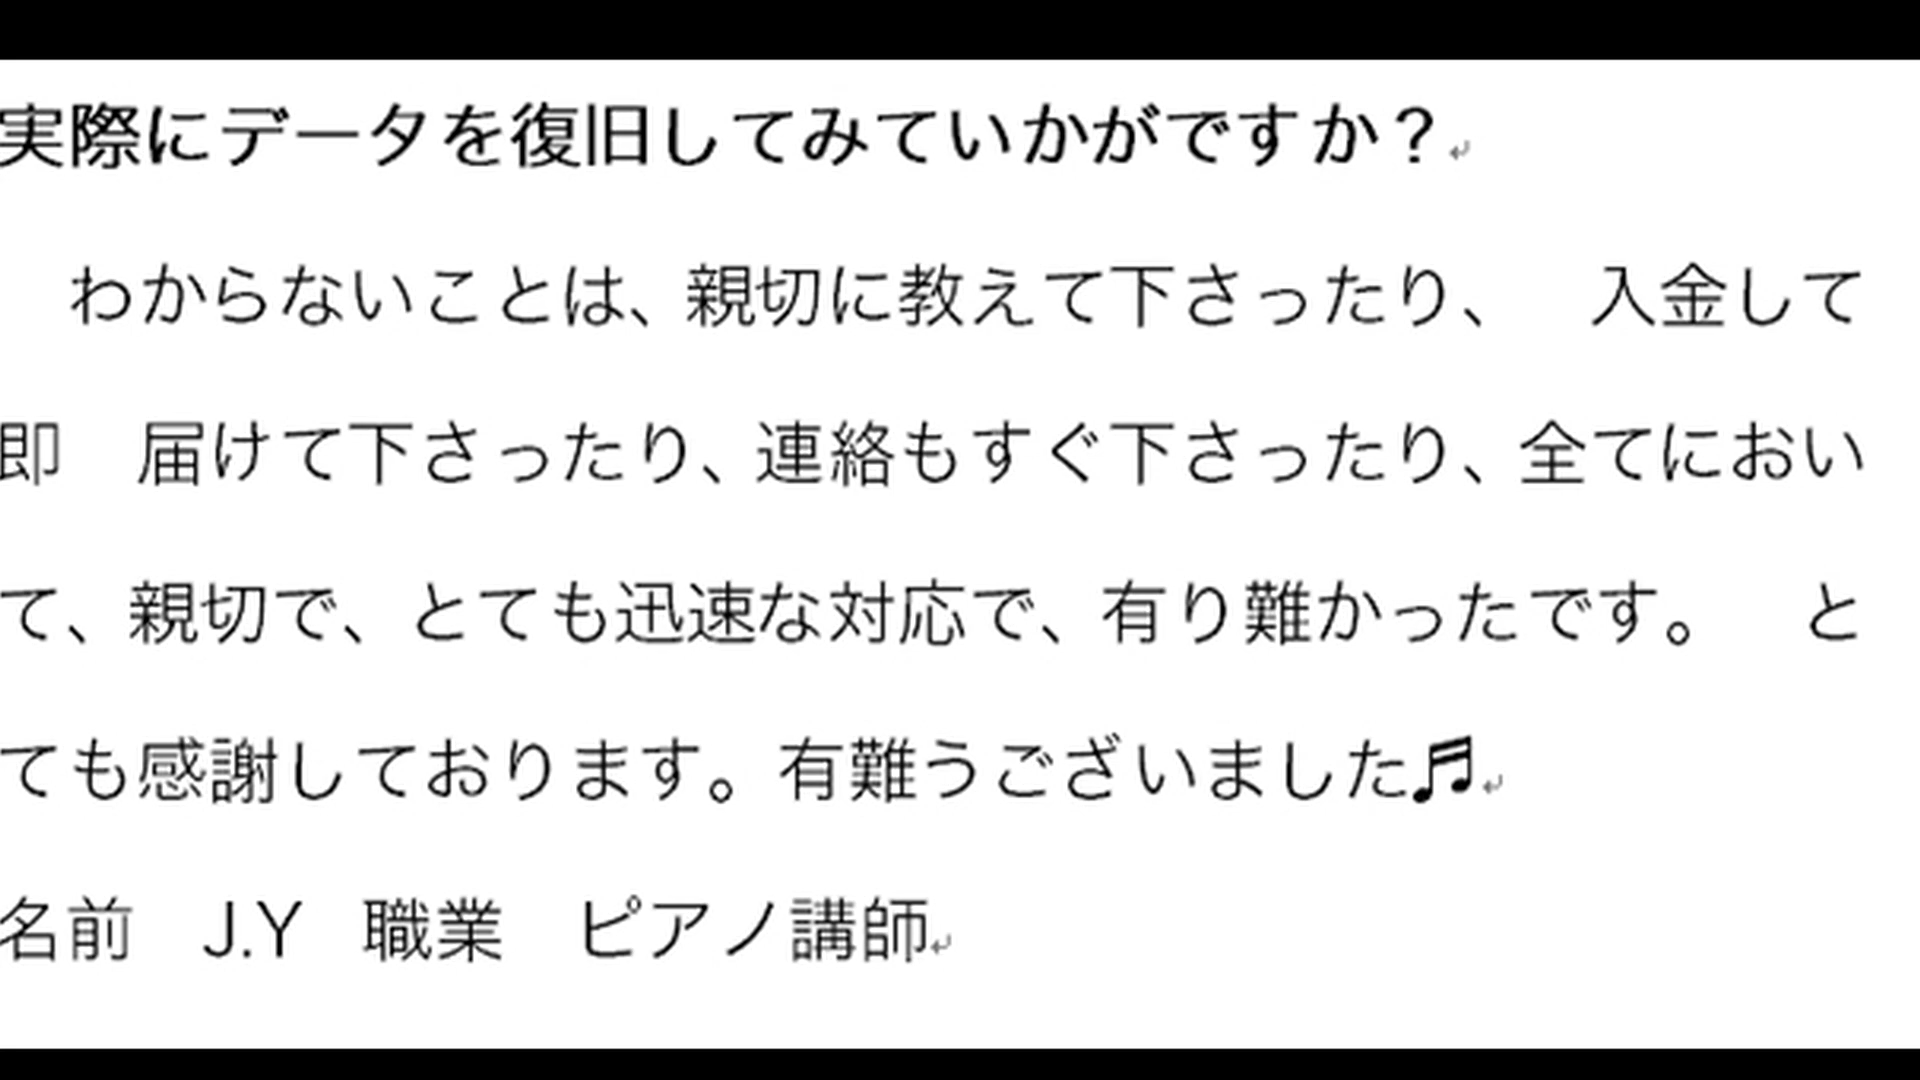 実際にデータを復旧してみていかがですか？
　わからないことは、親切に教えて下さったり、　入金して
即　届けて下さったり、連絡もすぐ下さったり、全てにおい
て、親切で、とても迅速な対応で、有り難かったです。　と
ても感謝しております。有難うございました♬
名前　J.Y　職業　ピアノ講師